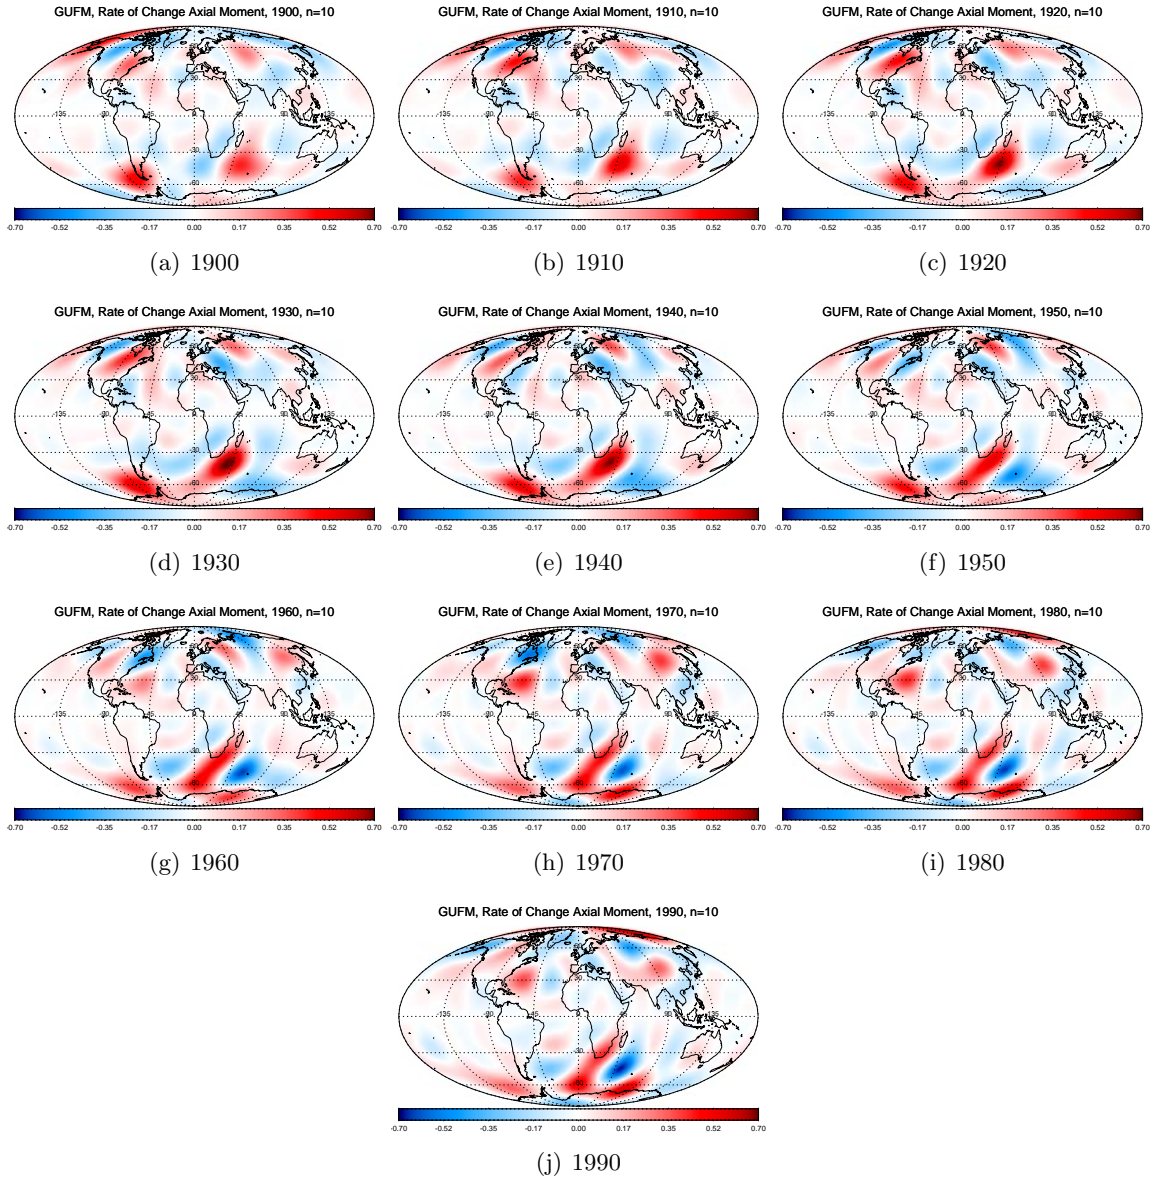 GUFM, Rate of Change Axial Moment, 1900, n=10
GUFM, Rate of Change Axial Moment, 1910, n=10
GUFM, Rate of Change Axial Moment, 1920, n=10
-0.70 -0.52 -0.35 -0.17 0.00 0.17 0.35 0.52 0.70
-0.70 -0.52 -0.35 -0.17 0.00 0.17 0.35 0.52 0.70
-0.70 -0.52 -0.35 -0.17 0.00 0.17 0.35 0.52 0.70
(a) 1900
(b) 1910
(c) 1920
GUFM, Rate of Change Axial Moment, 1930, n=10
GUFM, Rate of Change Axial Moment, 1940, n=10
GUFM, Rate of Change Axial Moment, 1950, n=10
-0.70 -0.52 -0.35 -0.17 0.00 0.17 0.35 0.52 0.70
-0.70 -0.52 -0.35 -0.17 0.00 0.17 0.35 0.52 0.70
-0.70 -0.52 -0.35 -0.17 0.00 0.17 0.35 0.52 0.70
(d) 1930
(e) 1940
(f) 1950
GUFM, Rate of Change Axial Moment, 1960, n=10
GUFM, Rate of Change Axial Moment, 1970, n=10
GUFM, Rate of Change Axial Moment, 1980, n=10
-0.70 -0.52 -0.35 -0.17 0.00 0.17 0.35 0.52 0.70
-0.70 -0.52 -0.35 -0.17 0.00 0.17 0.35 0.52 0.70
-0.70 -0.52 -0.35 -0.17 0.00 0.17 0.35 0.52 0.70
(g) 1960
(h) 1970
(i) 1980
GUFM, Rate of Change Axial Moment, 1990, n=10
-0.70 -0.52 -0.35 -0.17 0.00 0.17 0.35 0.52 0.70
(j) 1990